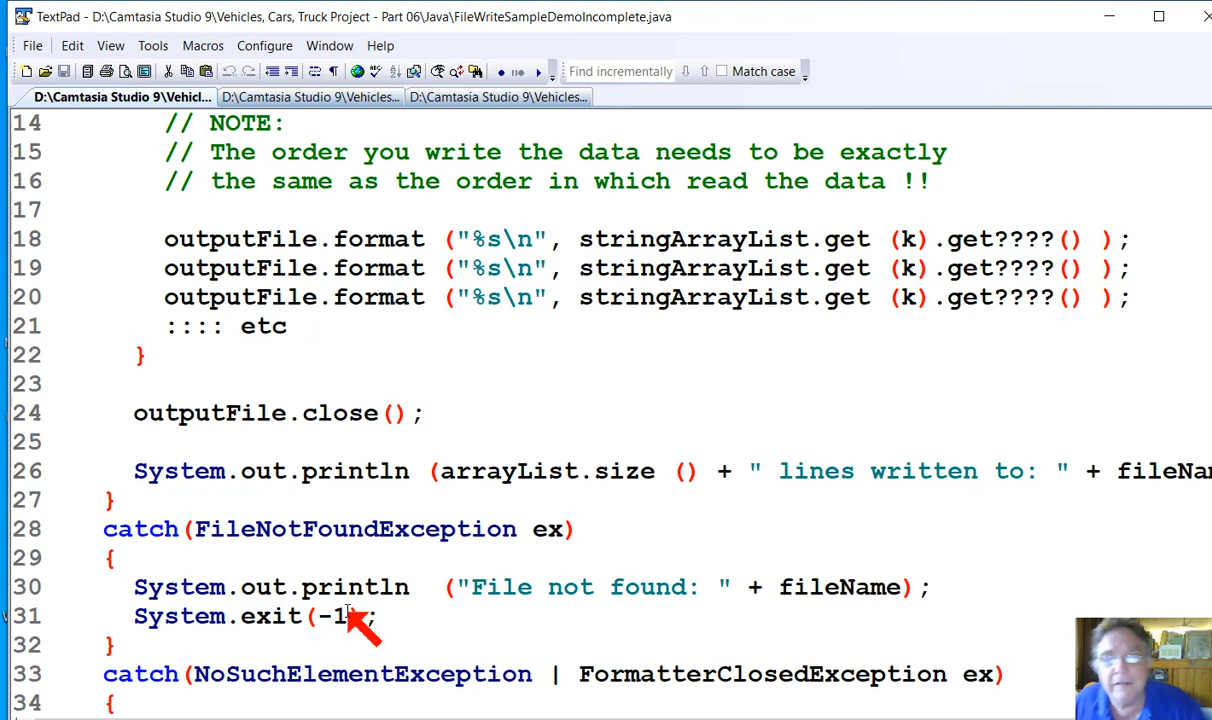 TextPad - D:\Camtasia Studio 9\Vehicles, Cars, Truck Project - Part 06\Java\FileWriteSampleDemoIncomplete.java
File Edit View Tools Macros Configure Window Help
Find incrementally Match case
D:\Camtasia Studio 9\Vehicl... D:\Camtasia Studio 9\Vehicles... D:\Camtasia Studio 9\Vehicles...
14 // NOTE:
15 // The order you write the data needs to be exactly
16 // the same as the order in which read the data !!
17
18 outputFile.format ("%s\n", stringArrayList.get (k).get????() );
19 outputFile.format ("%s\n", stringArrayList.get (k).get????() );
20 outputFile.format ("%s\n", stringArrayList.get (k).get????() );
21 :::: etc
22 }
23
24 outputFile.close();
25
26 System.out.println (arrayList.size () + " lines written to: " + fileNa
27 }
28 catch(FileNotFoundException ex)
29 {
30 System.out.println ("File not found: " + fileName);
31 System.exit(-1);
32 }
33 catch(NoSuchElementException | FormatterClosedException ex)
34 {